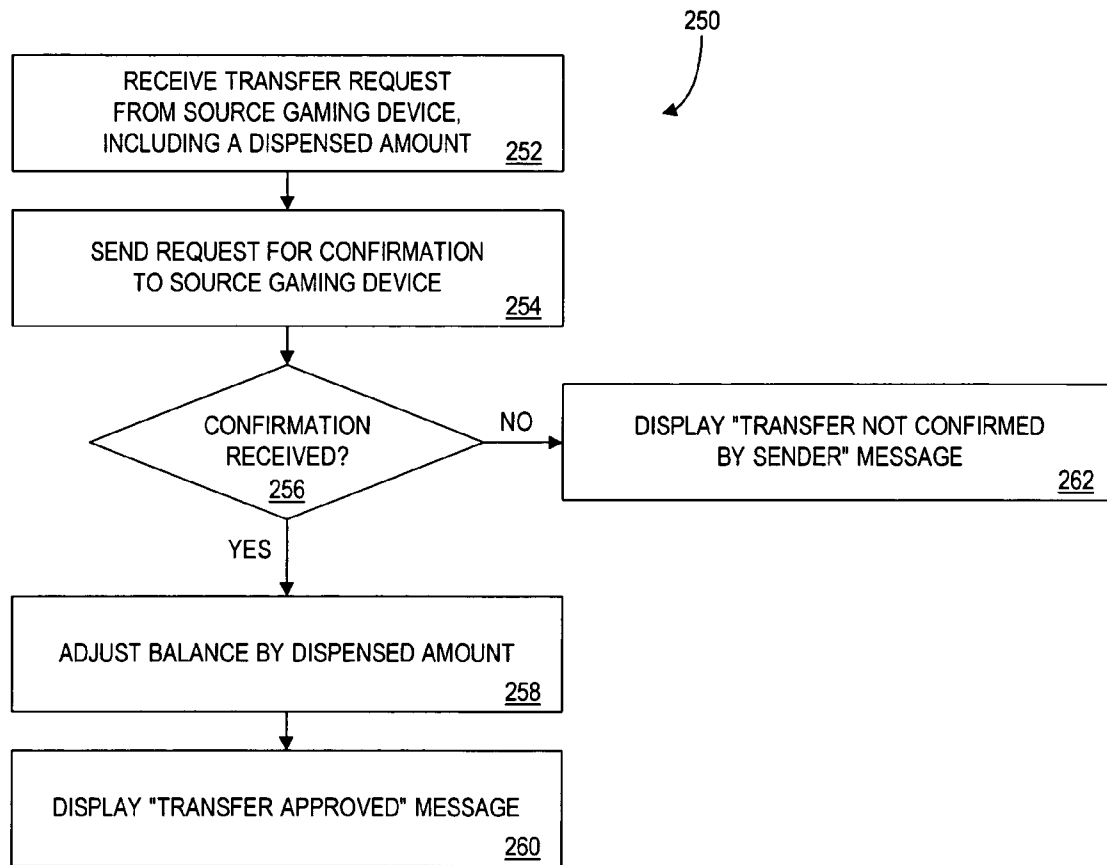 250
RECEIVE TRANSFER REQUEST
FROM SOURCE GAMING DEVICE,
INCLUDING A DISPENSED AMOUNT
252
SEND REQUEST FOR CONFIRMATION
TO SOURCE GAMING DEVICE
254
CONFIRMATION
RECEIVED?
256
NO
DISPLAY "TRANSFER NOT CONFIRMED
BY SENDER" MESSAGE
262
YES
ADJUST BALANCE BY DISPENSED AMOUNT
258
DISPLAY "TRANSFER APPROVED" MESSAGE
260